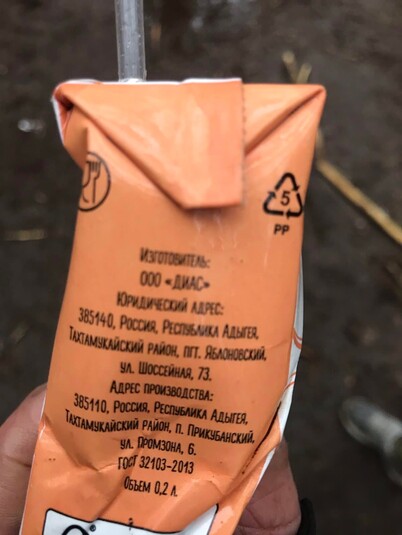 5
PP
Изготовитель:
ООО «ДИАС»
Юридический адрес:
385140, Россия, Республика Адыгея,
Тахтамукайский район, пгт. Яблоновский,
ул. Шоссейная, 73.
Адрес производства:
385110, Россия, Республика Адыгея,
Тахтамукайский район, п. Прикубанский,
ул. Промзона, 6.
ГОСТ 32103-2013
Объем 0,2 л.